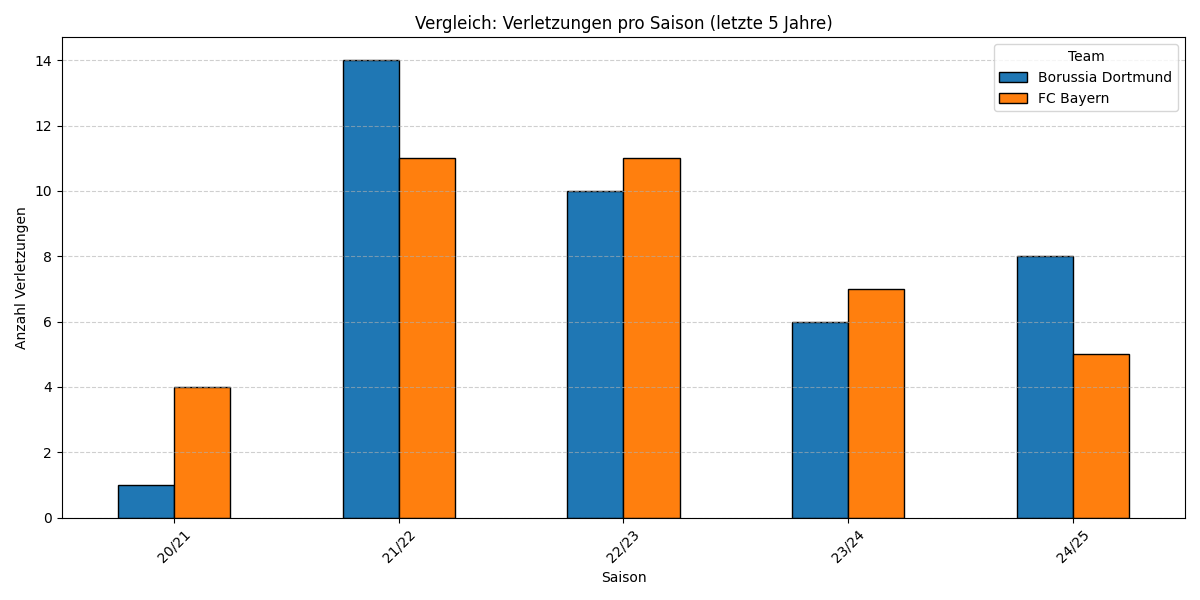 Vergleich: Verletzungen pro Saison (letzte 5 Jahre)
Team
Borussia Dortmund
FC Bayern
Anzahl Verletzungen
14
12
10
8
6
4
2
0
20/21
21/22
22/23
23/24
24/25
Saison